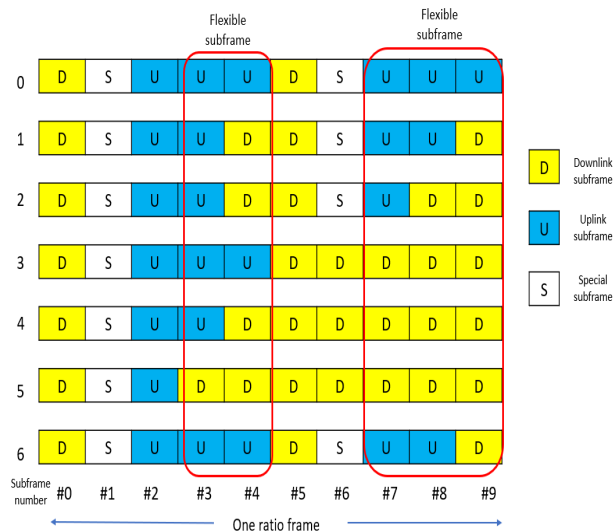 Flexible
subframe
Flexible
subframe
0 D S U U U D S U U U
1 D S U U D D S U U D
2 D S U U D D S U D D
3 D S U U U D D D D D
4 D S U U D D D D D D
5 D S U D D D D D D D
6 D S U U U D S U U D
D Downlink
subframe
U Uplink
subframe
S Special
subframe
Subframe
number #0 #1 #2 #3 #4 #5 #6 #7 #8 #9
One ratio frame